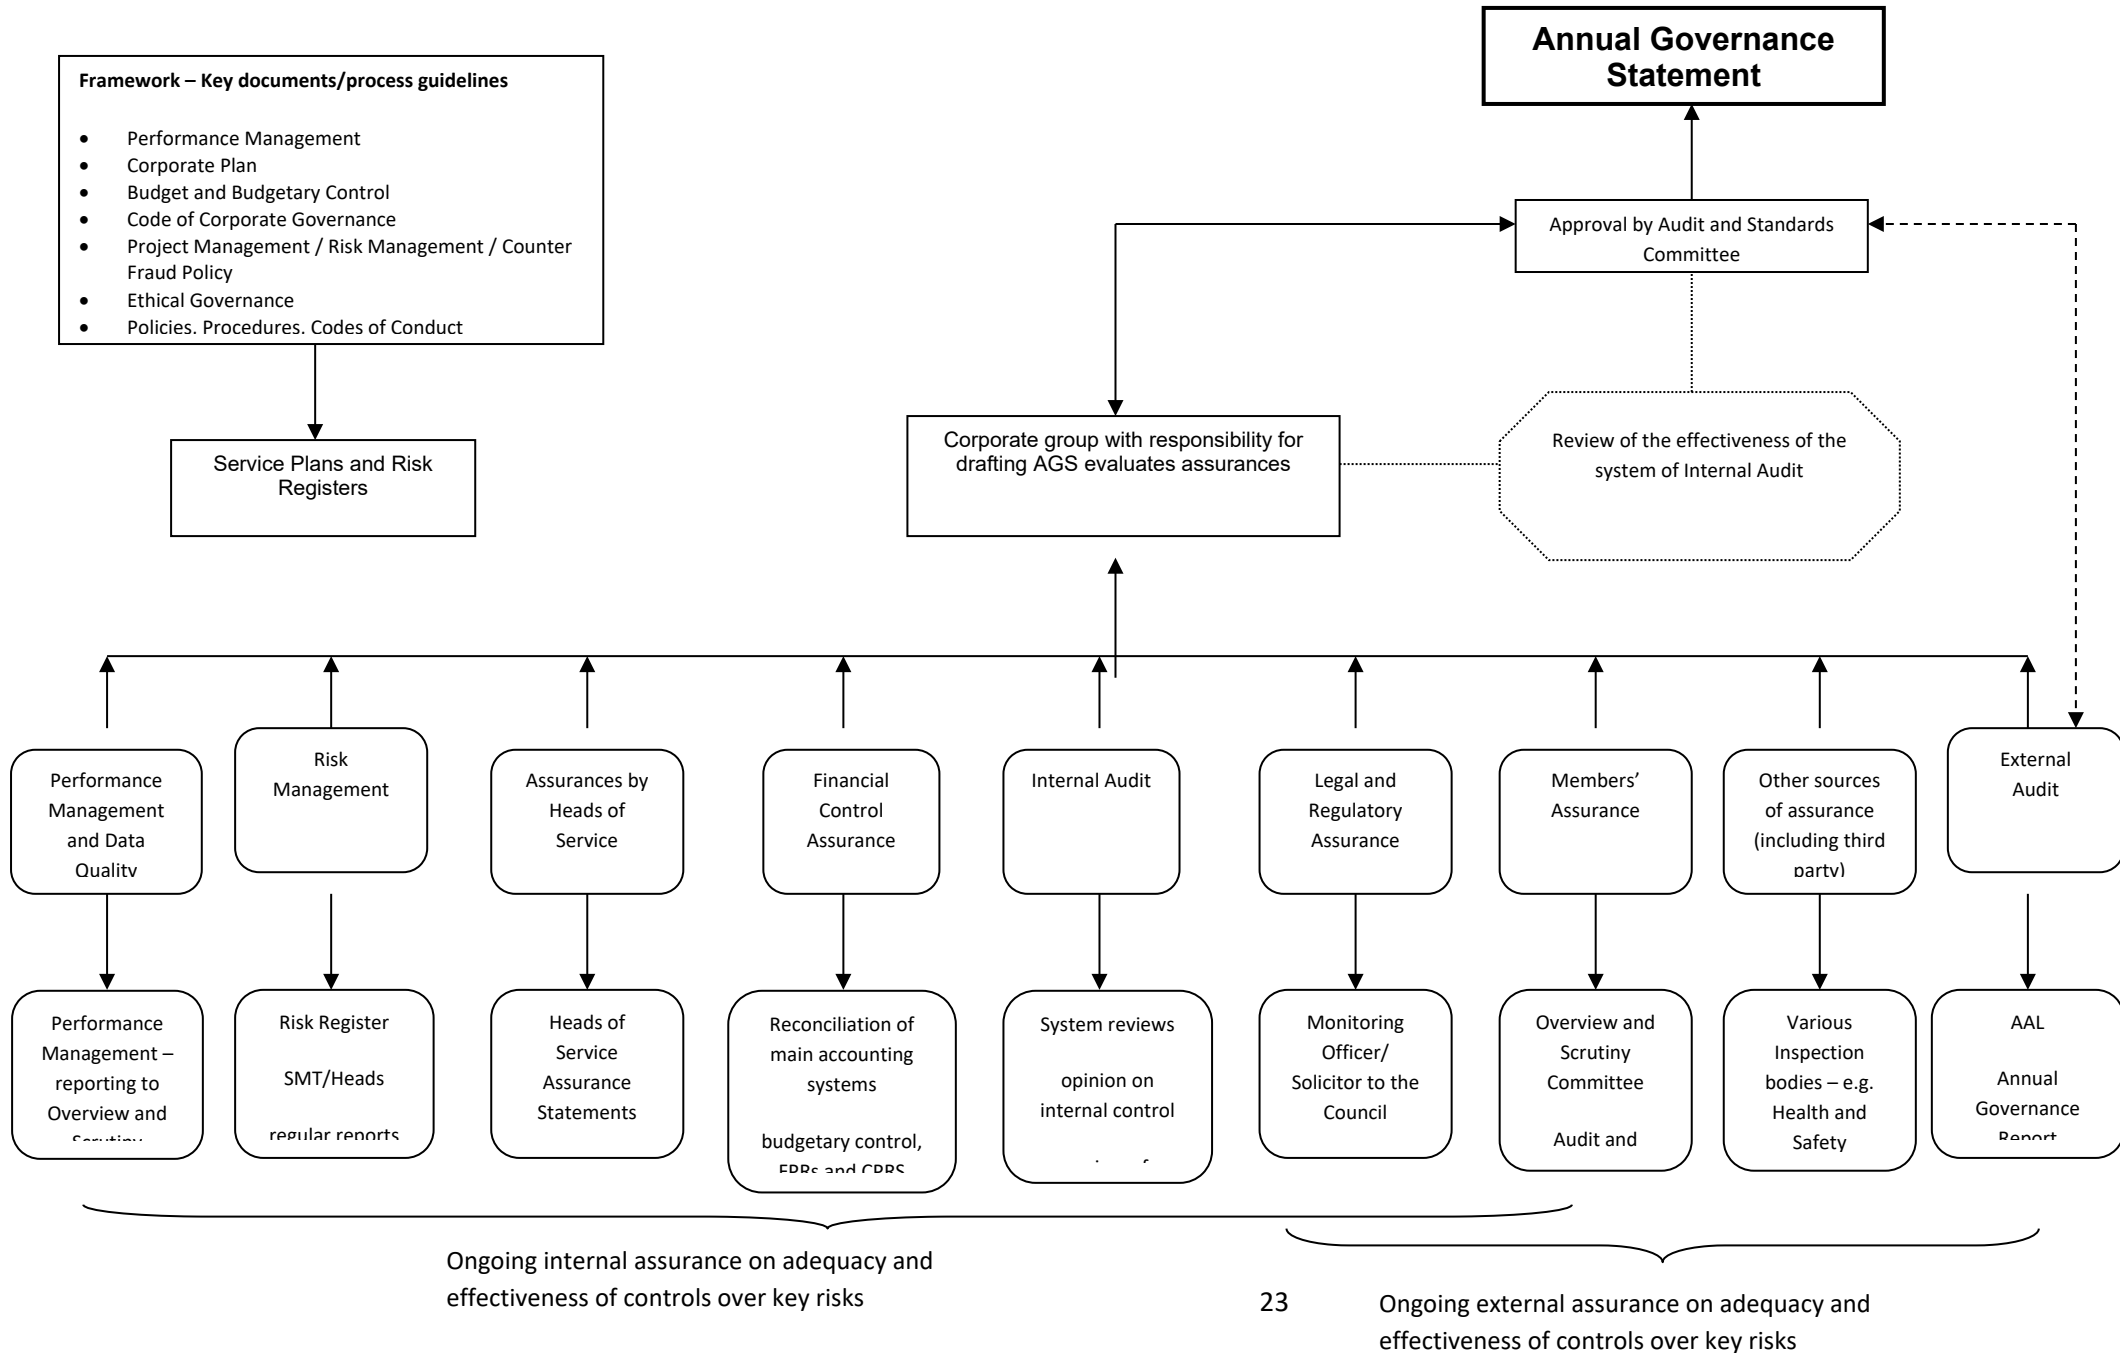 Annual Governance
Statement
Framework – Key documents/process guidelines
• Performance Management
• Corporate Plan
• Budget and Budgetary Control
• Code of Corporate Governance
• Project Management / Risk Management / Counter
Fraud Policy
• Ethical Governance
• Policies. Procedures. Codes of Conduct
Approval by Audit and Standards
Committee
Service Plans and Risk
Registers
Corporate group with responsibility for
drafting AGS evaluates assurances
Review of the effectiveness of the
system of Internal Audit
Performance
Management
and Data
Quality
Risk
Management
Assurances by
Heads of
Service
Financial
Control
Assurance
Internal Audit
Legal and
Regulatory
Assurance
Members’
Assurance
Other sources
of assurance
(including third
party)
External
Audit
Performance
Management –
reporting to
Overview and
Scrutiny
Risk Register
SMT/Heads
regular reports
Heads of
Service
Assurance
Statements
Reconciliation of
main accounting
systems
budgetary control,
and CPRS
System reviews
opinion on
internal control
Monitoring
Officer/
Solicitor to the
Council
Overview and
Scrutiny
Committee
Audit and
Various
Inspection
bodies – e.g.
Health and
Safety
AAL
Annual
Governance
Report
Ongoing internal assurance on adequacy and
effectiveness of controls over key risks
23
Ongoing external assurance on adequacy and
effectiveness of controls over key risks